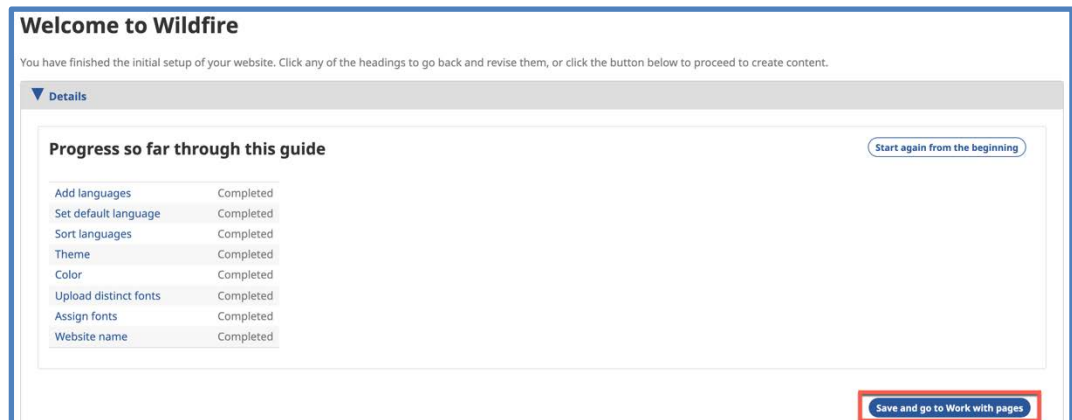 Welcome to Wildfire
You have finished the initial setup of your website. Click any of the headings to go back and revise them, or click the button below to proceed to create content.
Details
Progress so far through this guide
Start again from the beginning
Add languages Completed
Set default language Completed
Sort languages Completed
Theme Completed
Color Completed
Upload distinct fonts Completed
Assign fonts Completed
Website name Completed
Save and go to Work with pages